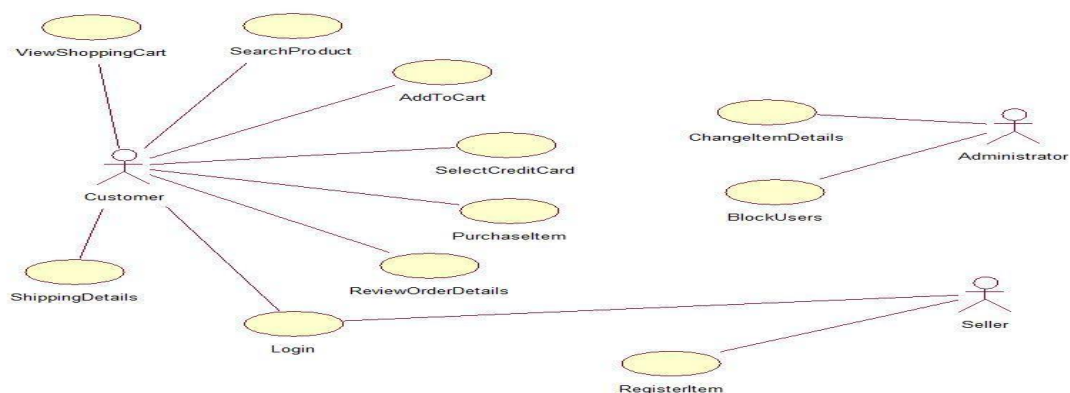 ViewShoppingCart
SearchProduct
AddToCart
ChangeItemDetails
Administrator
SelectCreditCard
Customer
BlockUsers
PurchaseItem
ShippingDetails
ReviewOrderDetails
Seller
Login
RegisterItem